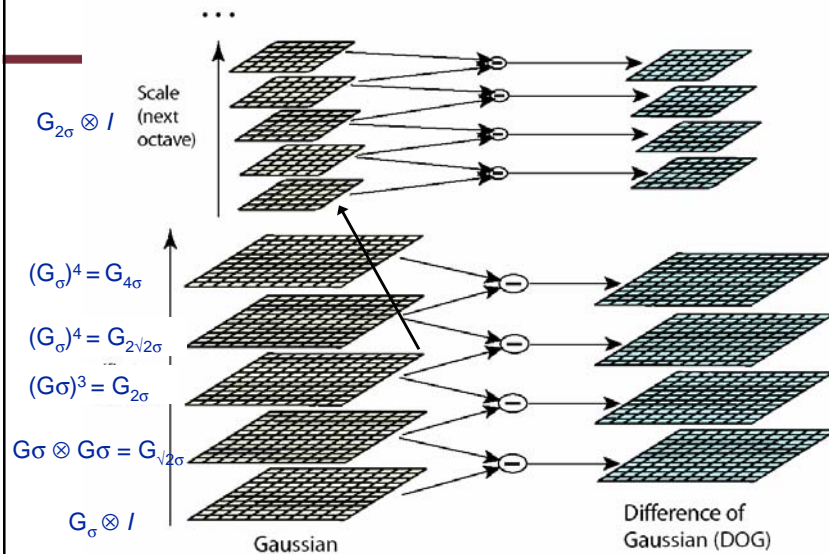 ...
Scale
(next
octave)
G₂σ ⊗ I
(Gσ)⁴ = G₄σ
(Gσ)⁴ = G₂√₂σ
(Gσ)³ = G₂σ
Gσ ⊗ Gσ = G√₂σ
Gσ ⊗ I
Gaussian
Difference of
Gaussian (DOG)